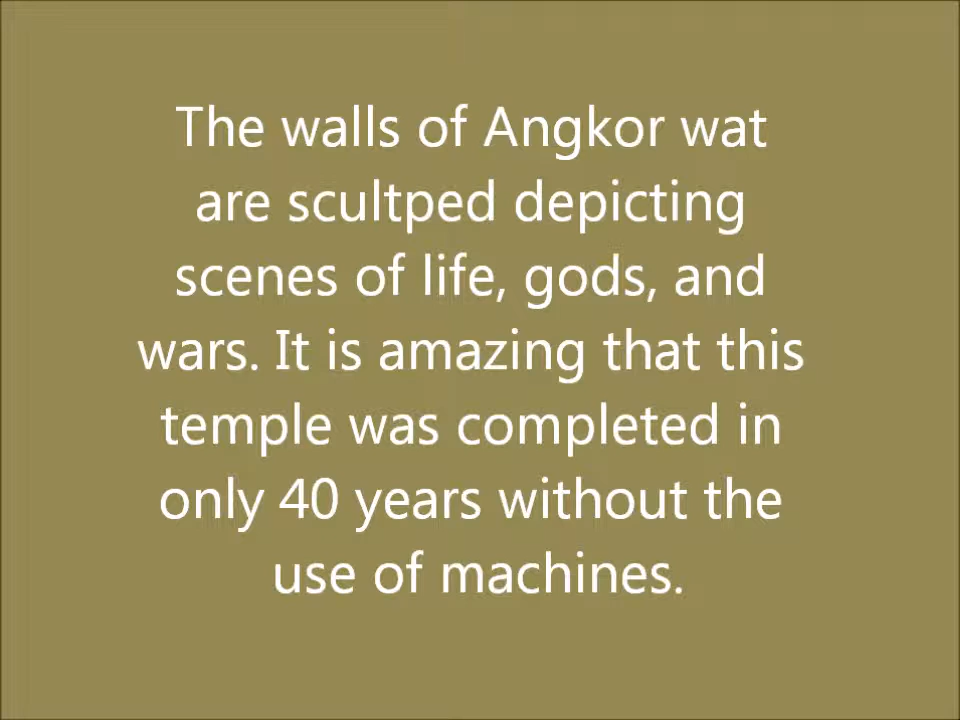 The walls of Angkor wat
are scultped depicting
scenes of life, gods, and
wars. It is amazing that this
temple was completed in
only 40 years without the
use of machines.